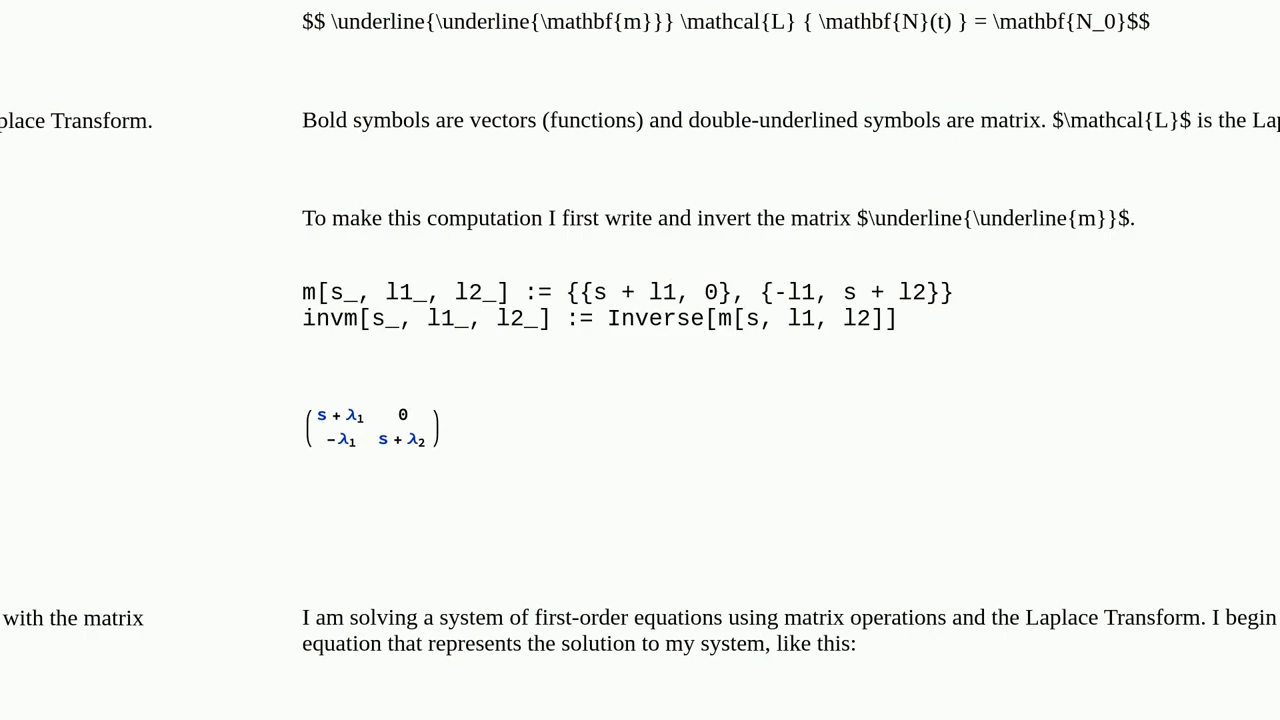 $$ \underline{\underline{\mathbf{m}}} \mathcal{L} { \mathbf{N}(t) } = \mathbf{N_0}$$
place Transform.
Bold symbols are vectors (functions) and double-underlined symbols are matrix. $\mathcal{L}$ is the Lap
To make this computation I first write and invert the matrix $\underline{\underline{m}}$.
m[s_, l1_, l2_] := {{s + l1, 0}, {-l1, s + l2}}
invm[s_, l1_, l2_] := Inverse[m[s, l1, l2]]
s + λ₁ 0
-λ₁ s + λ₂
with the matrix
I am solving a system of first-order equations using matrix operations and the Laplace Transform. I begin
equation that represents the solution to my system, like this: